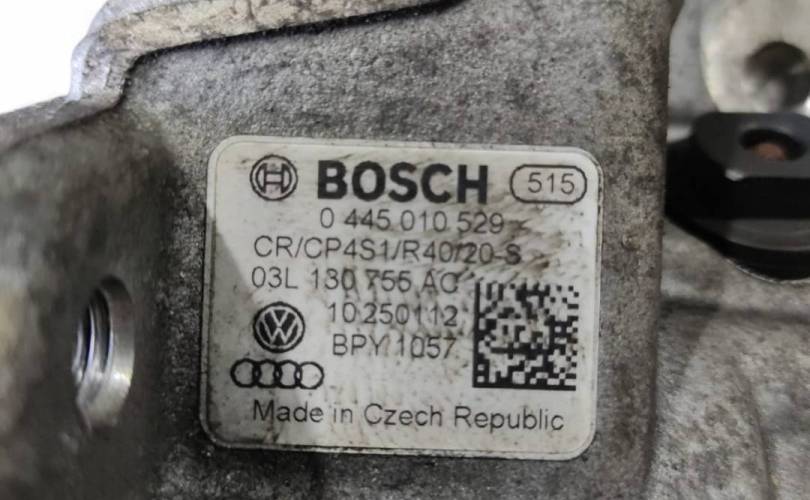 BOSCH 515
0 445 010 529
CR/CP4S1/R40/20-S
03L 130 755 AC
10250112
BPY 1057
Made in Czech Republic